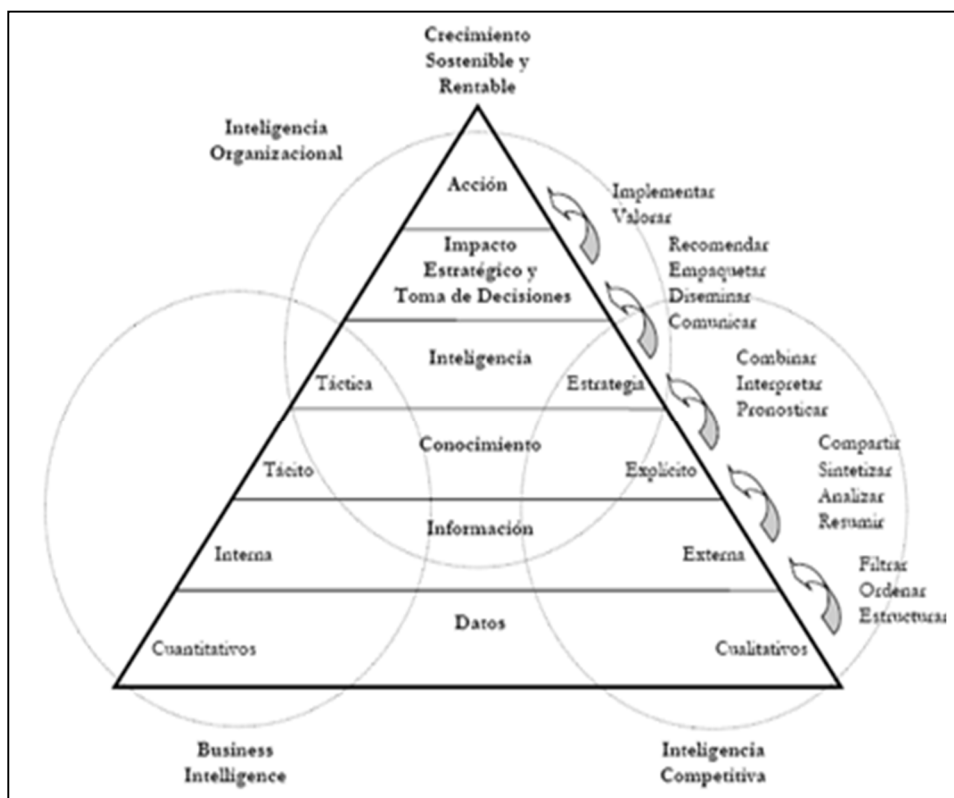 Crecimiento
Sostenible y
Rentable
Inteligencia
Organizacional
Acción
Implementar
Valorar
Impacto
Estratégico y
Toma de Decisiones
Recomendar
Empaquetar
Diseminar
Comunicar
Inteligencia
Táctica
Estrategia
Combinar
Interpretar
Pronosticar
Conocimiento
Tácito
Explícito
Compartir
Sintetizar
Analizar
Resumir
Información
Interna
Externa
Filtrar
Ordenar
Estructurar
Datos
Cuantitativos
Cualitativos
Business
Intelligence
Inteligencia
Competitiva